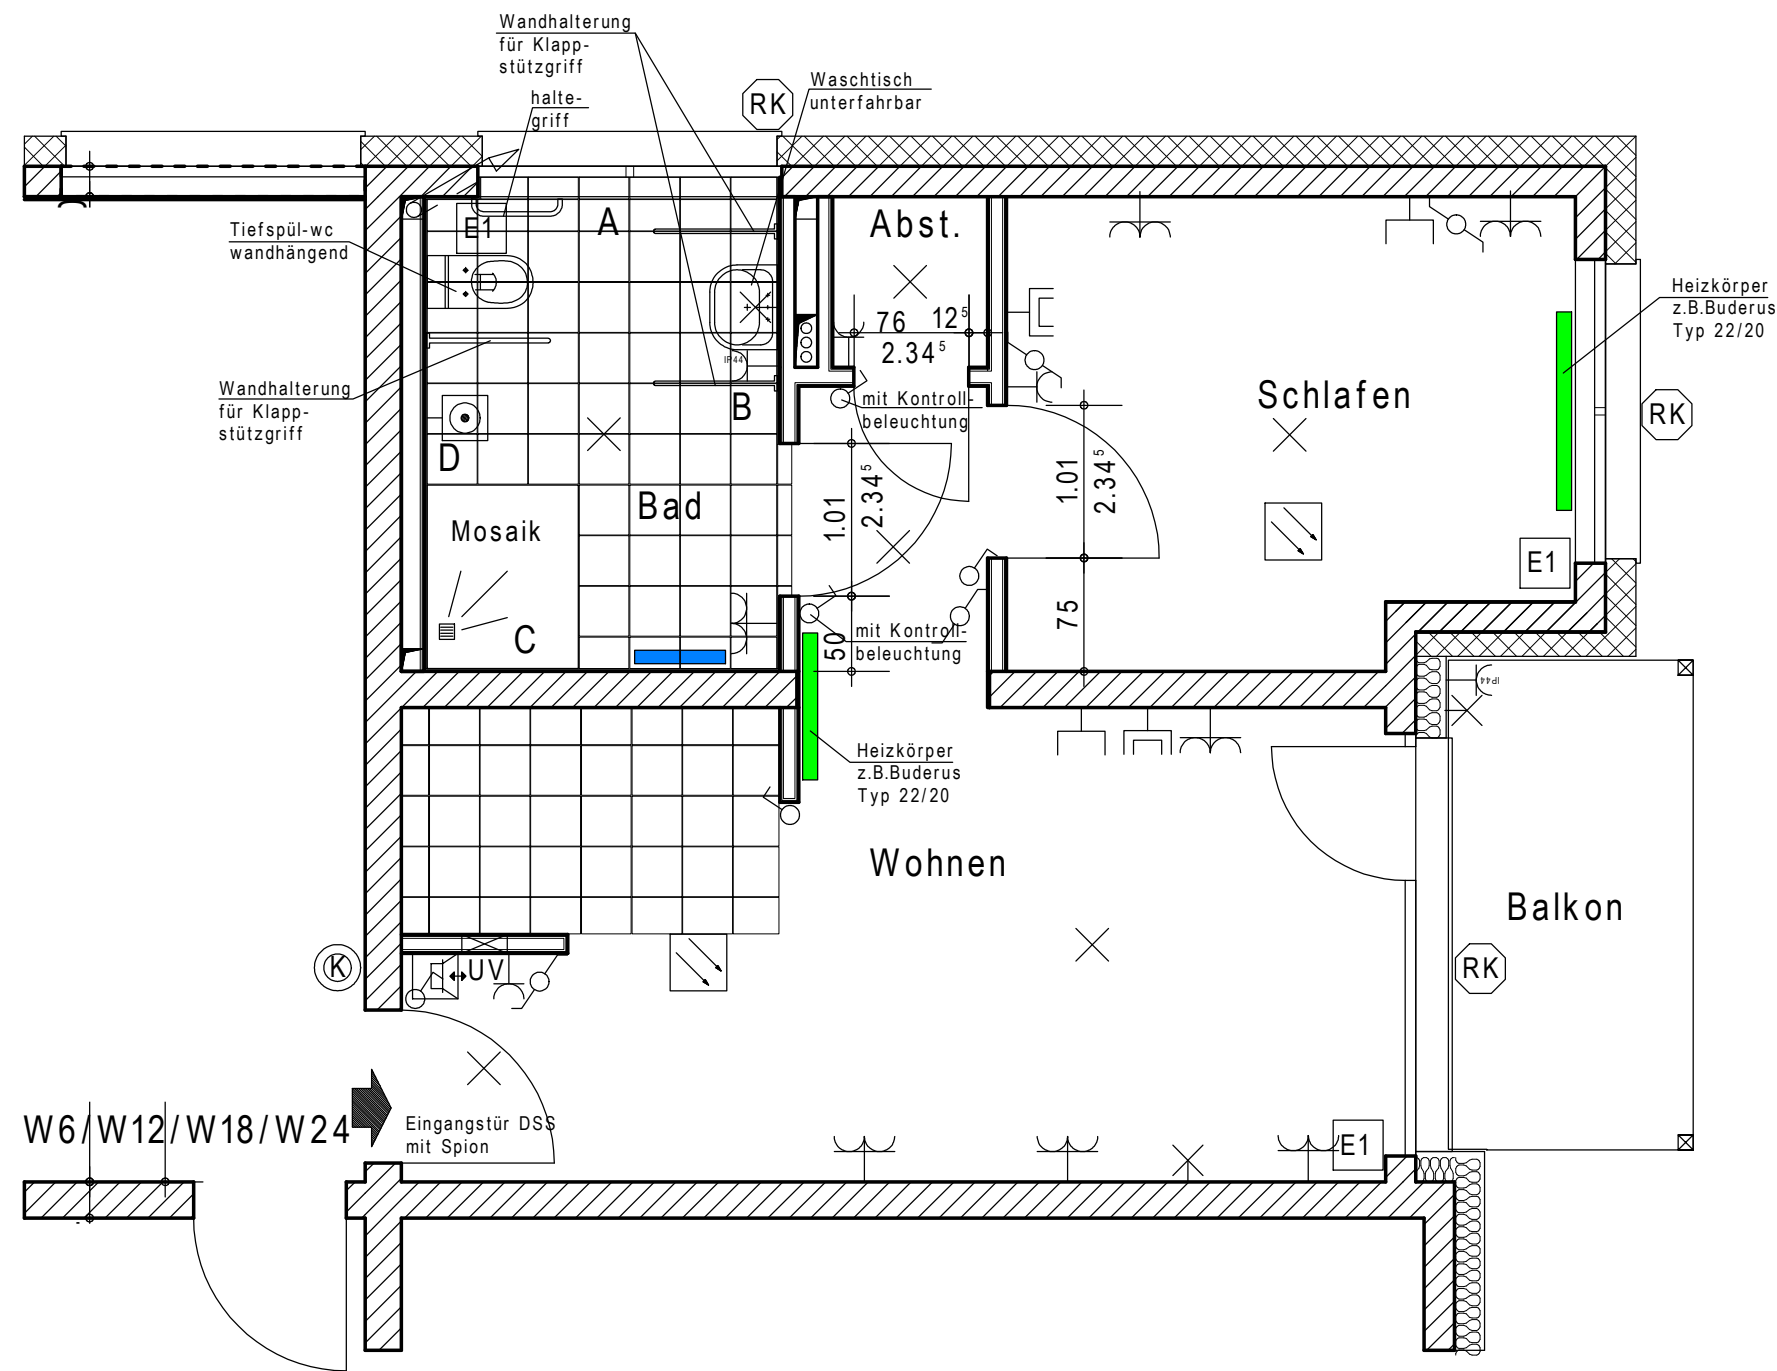 Wandhalterung
für Klapp-
stützgriff
halte-
griff
RK
Waschtisch
unterfahrbar
Tiefspül-wc
wandhängend
E1
A
Abst.
Heizkörper
z.B.Buderus
Typ 22/20
76 12⁵
2.34⁵
IP44
Wandhalterung
für Klapp-
stützgriff
B
mit Kontroll-
beleuchtung
Schlafen
RK
D
1.01
2.34⁵
1.01
2.34⁵
Bad
Mosaik
E1
C
50
mit Kontroll-
beleuchtung
75
IP44
Heizkörper
z.B.Buderus
Typ 22/20
Wohnen
Balkon
K
UV
RK
W6/W12/W18/W24
Eingangstür DSS
mit Spion
E1